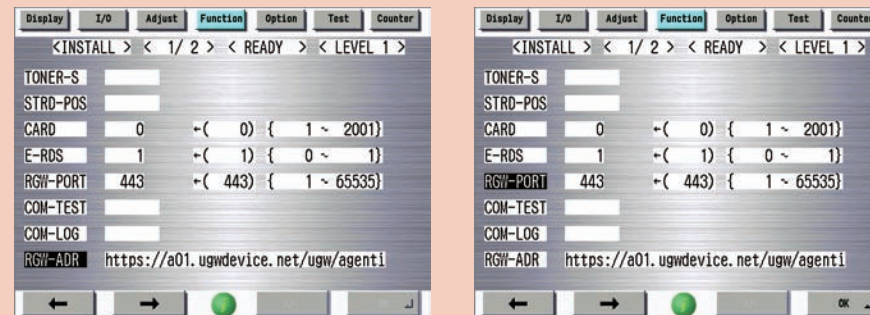 Display I/O Adjust Function Option Test Counter
<INSTALL > < 1/ 2 > < READY > < LEVEL 1 >
TONER-S
STRD-POS
CARD 0 ←( 0) { 1 ~ 2001}
E-RDS 1 ←( 1) { 0 ~ 1}
RGW-PORT 443 ←( 443) { 1 ~ 65535}
COM-TEST
COM-LOG
RGW-ADR https://a01.ugwdevice.net/ugw/agenti
Display I/O Adjust Function Option Test Counte
<INSTALL > < 1/ 2 > < READY > < LEVEL 1 >
TONER-S
STRD-POS
CARD 0 ←( 0) { 1 ~ 2001}
E-RDS 1 ←( 1) { 0 ~ 1}
RGW-PORT 443 ←( 443) { 1 ~ 65535}
COM-TEST
COM-LOG
RGW-ADR https://a01.ugwdevice.net/ugw/agenti
OK